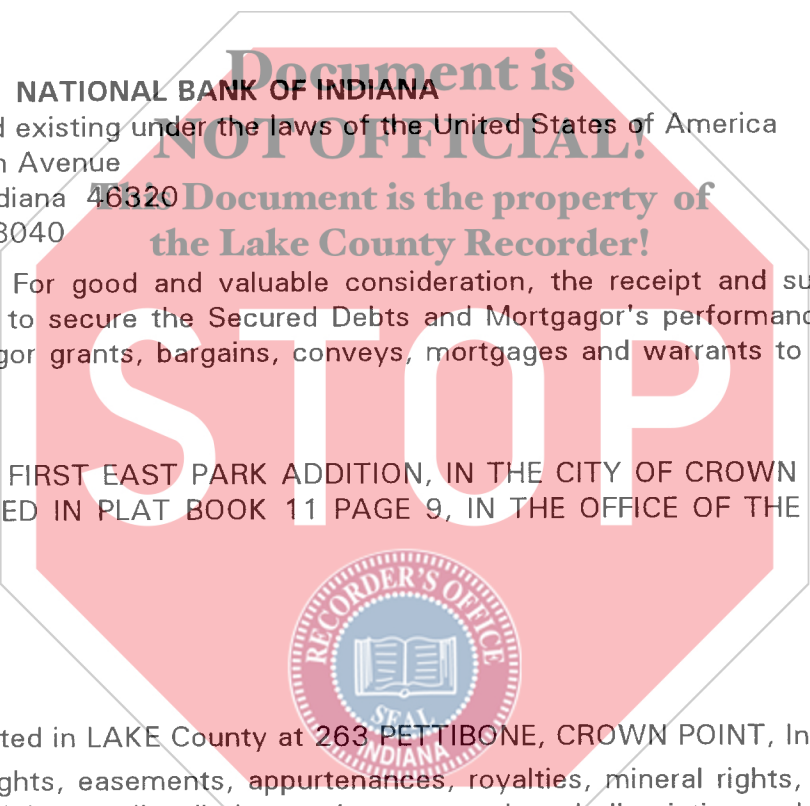 Document is
NATIONAL BANK OF INDIANA
existing under the laws of the United States of America
NOT OFFICIAL!
Avenue
diana 46320
This Document is the property of
8040
the Lake County Recorder!
For good and valuable consideration, the receipt and su
to secure the Secured Debts and Mortgagor's performanc
gor grants, bargains, conveys, mortgages and warrants to
STOP
FIRST EAST PARK ADDITION, IN THE CITY OF CROWN
ED IN PLAT BOOK 11 PAGE 9, IN THE OFFICE OF THE
RECORDER'S OFFICE
SEAL
INDIANA
ted in LAKE County at 263 PETTIBONE, CROWN POINT, In
ghts, easements, appurtenances, royalties, mineral rights,